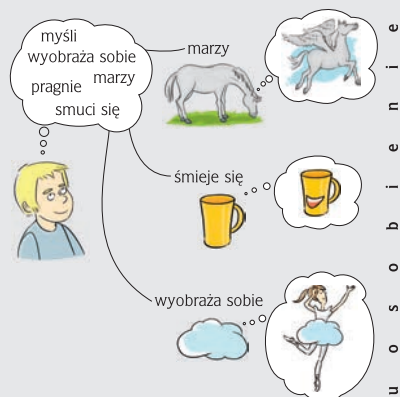 myśli
wyobraża sobie
marzy
pragnie
smuci się
marzy
śmieje się
wyobraża sobie
uosobienie